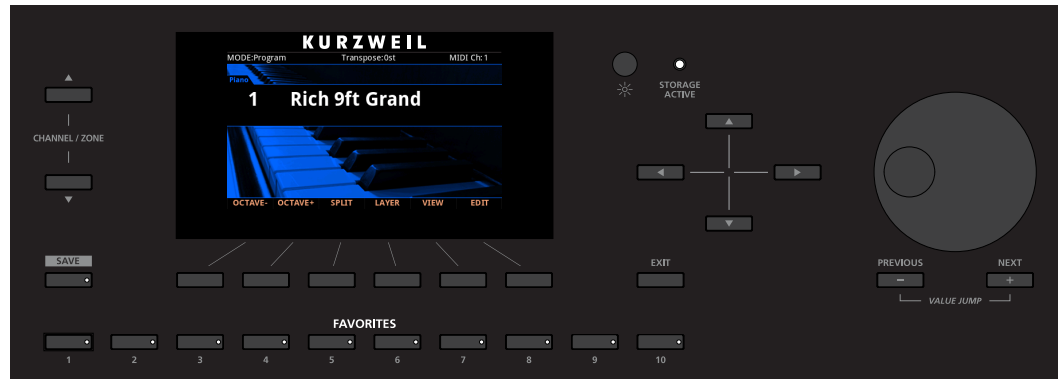 KURZWEIL
MODE:Program Transpose:0st MIDI Ch:1
Piano
1 Rich 9ft Grand
OCTAVE- OCTAVE+ SPLIT LAYER VIEW EDIT
CHANNEL / ZONE
STORAGE
ACTIVE
SAVE
EXIT
PREVIOUS NEXT
- +
VALUE JUMP
FAVORITES
1 2 3 4 5 6 7 8 9 10